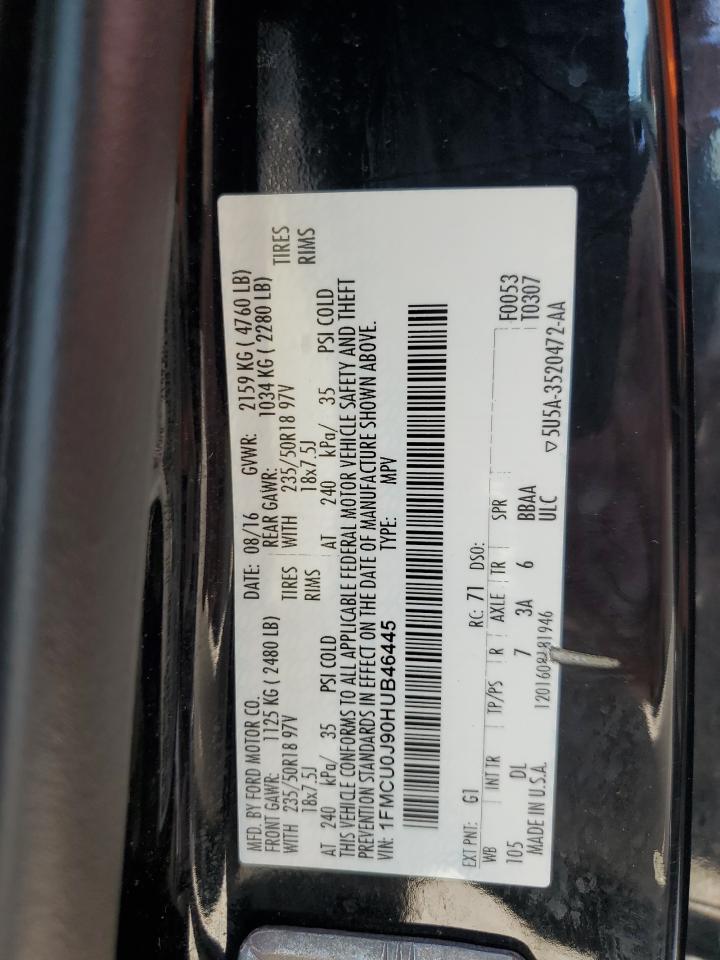 MFD. BY FORD MOTOR CO.
DATE: 08/16 GVWR: 2159 KG ( 4760 LB)
FRONT GAWR: 1125 KG ( 2480 LB) REAR GAWR: 1034 KG ( 2280 LB)
WITH 235/50R18 97V TIRES WITH 235/50R18 97V TIRES
18x7.5J RIMS 18x7.5J RIMS
AT 240 kPa/ 35 PSI COLD AT 240 kPa/ 35 PSI COLD
THIS VEHICLE CONFORMS TO ALL APPLICABLE FEDERAL MOTOR VEHICLE SAFETY AND THEFT
PREVENTION STANDARDS IN EFFECT ON THE DATE OF MANUFACTURE SHOWN ABOVE.
VIN: 1FMCU0J90HUB46445 TYPE: MPV
EXT PNT: G1 RC: 71 DSO: F0053
WB INTTR TP/PS R AXLE TR SPR T0307
105 DL 7 3A 6 BBAA
MADE IN U.S.A. ULC ▽5U5A-3520472-AA